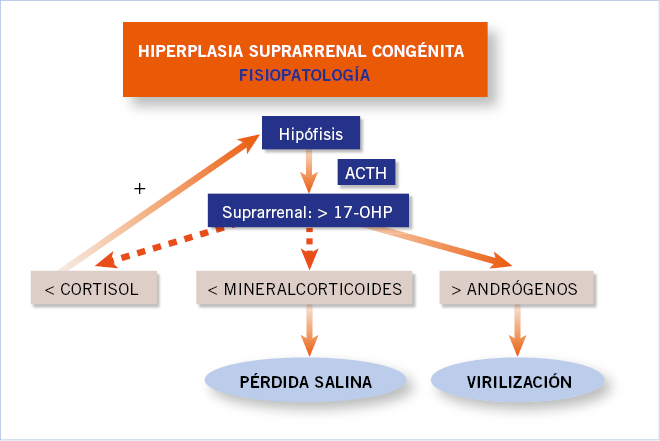 HIPERPLASIA SUPRARRENAL CONGÉNITA
FISIOPATOLOGÍA
Hipófisis
ACTH
+
Suprarrenal: > 17-OHP
< CORTISOL
< MINERALCORTICOIDES
> ANDRÓGENOS
PÉRDIDA SALINA
VIRILIZACIÓN